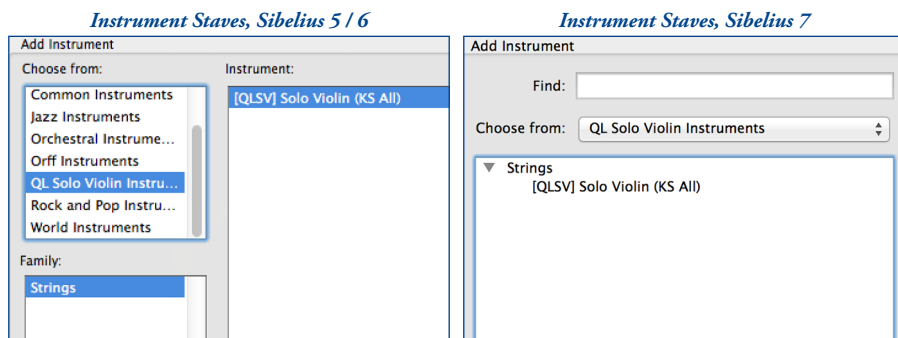 Instrument Staves, Sibelius 5 / 6
Add Instrument
Choose from:
Common Instruments
Jazz Instruments
Orchestral Instrume...
Orff Instruments
QL Solo Violin Instru...
Rock and Pop Instru...
World Instruments
Family:
Strings
Instrument:
[QLSV] Solo Violin (KS All)
Instrument Staves, Sibelius 7
Add Instrument
Find:
Choose from: QL Solo Violin Instruments
Strings
[QLSV] Solo Violin (KS All)